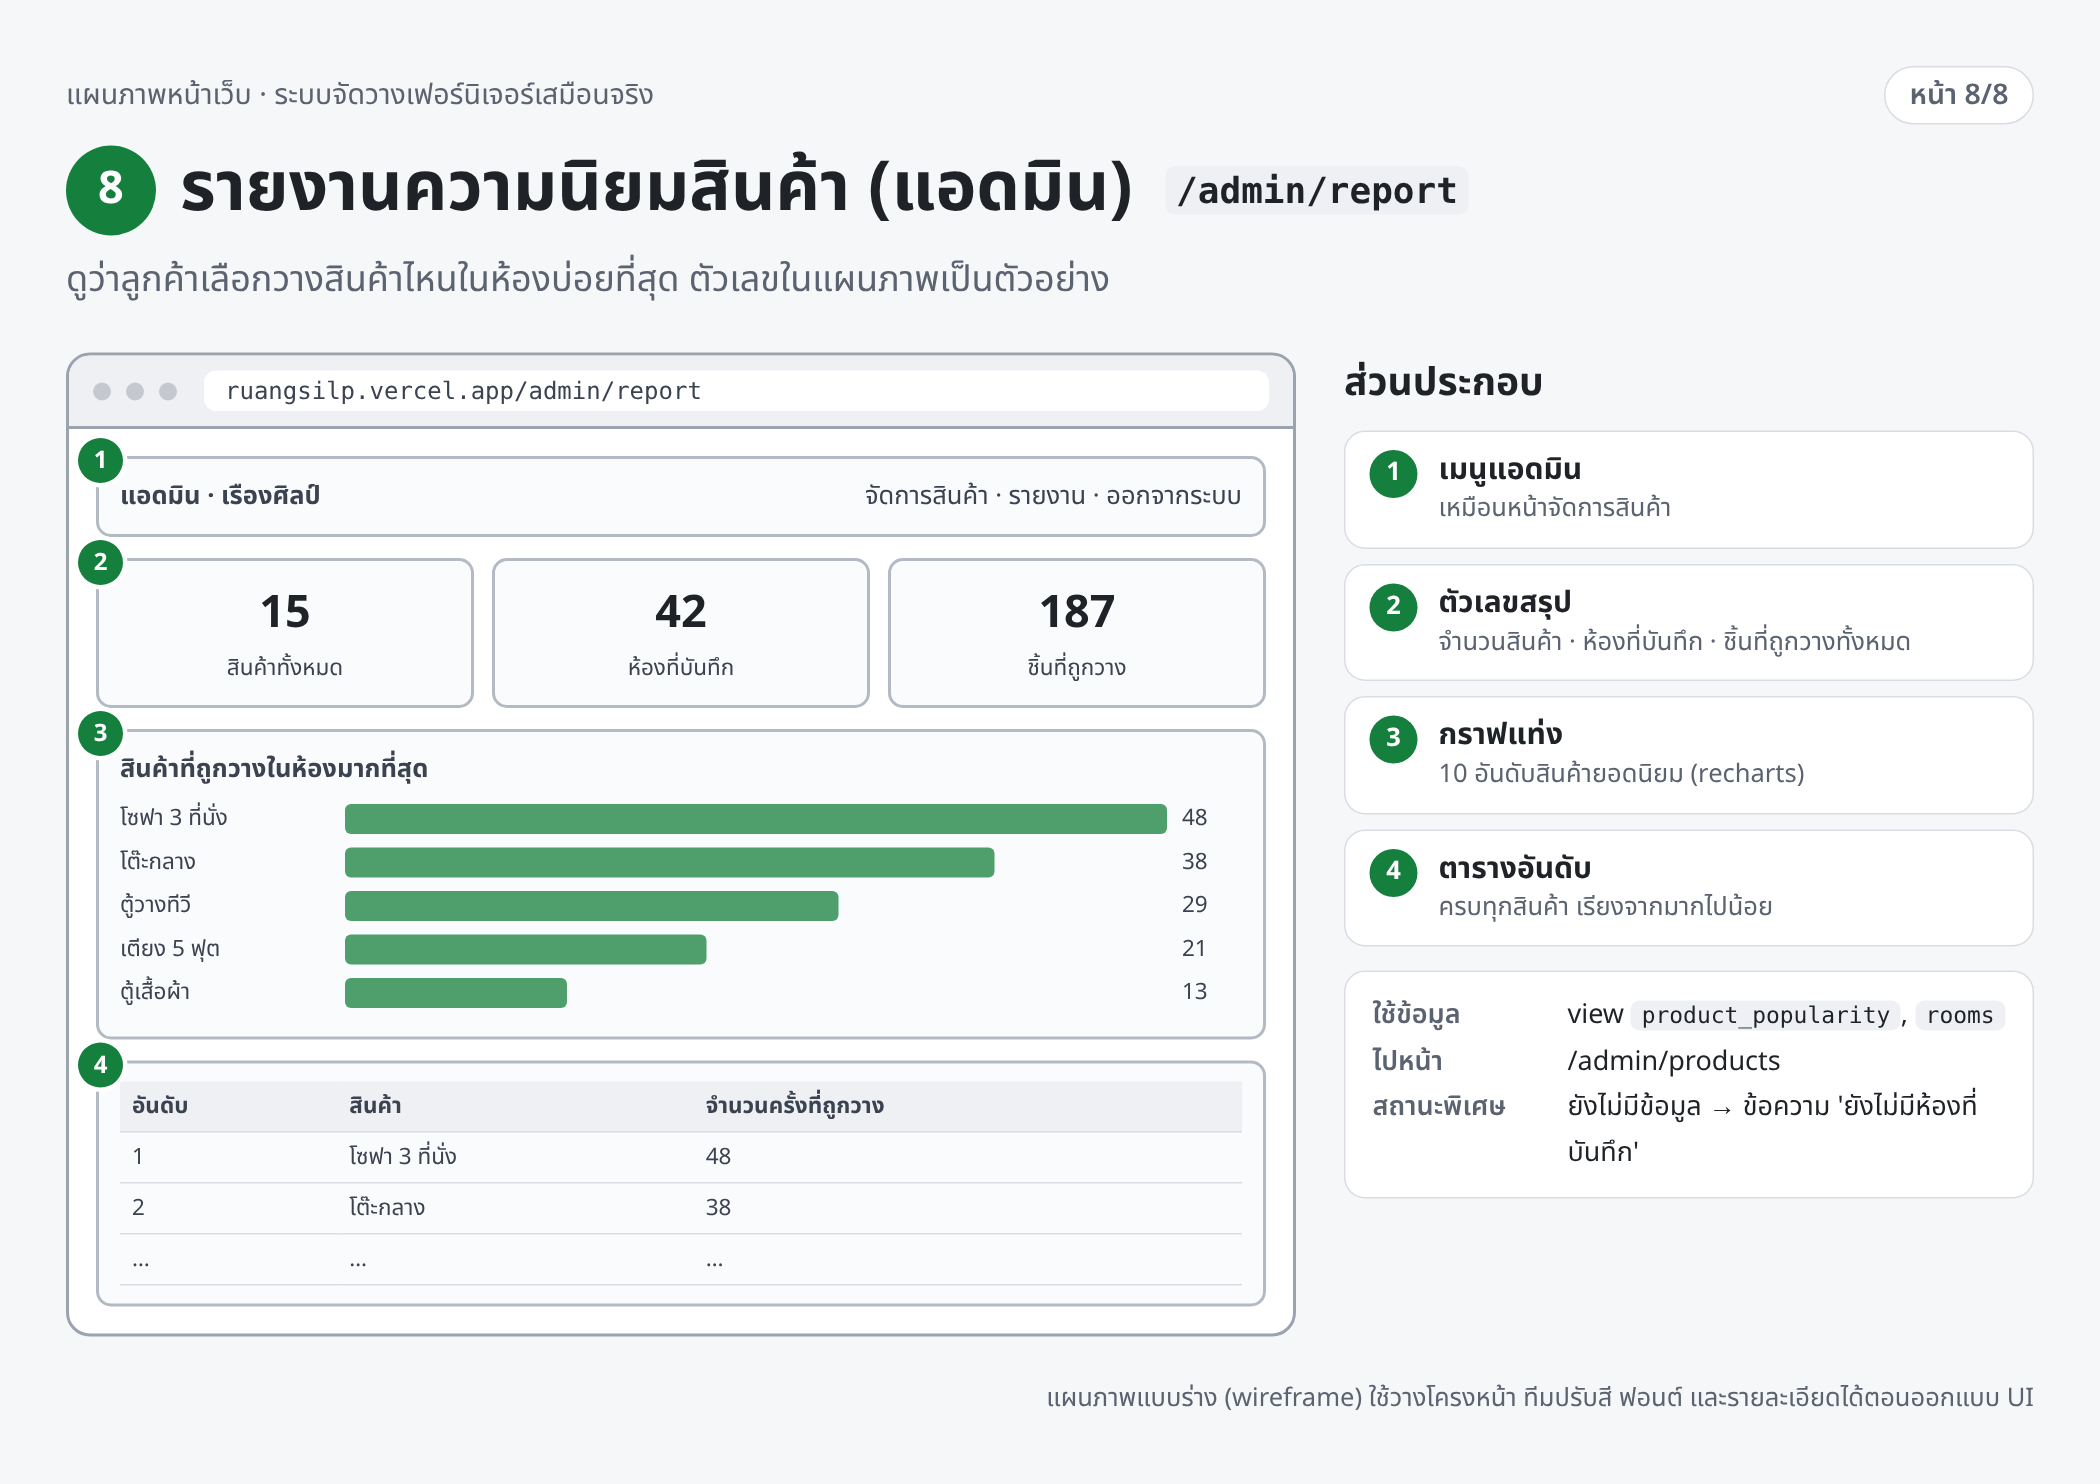 แผนภาพหน้าเว็บ · ระบบจัดวางเฟอร์นิเจอร์เสมือนจริง
หน้า 8/8
8 รายงานความนิยมสินค้า (แอดมิน) /admin/report
ดูว่าลูกค้าเลือกวางสินค้าไหนในห้องบ่อยที่สุด ตัวเลขในแผนภาพเป็นตัวอย่าง
ruangsilp.vercel.app/admin/report
1
แอดมิน · เรืองศิลป์ จัดการสินค้า · รายงาน · ออกจากระบบ
2
15 42 187
สินค้าทั้งหมด ห้องที่บันทึก ชิ้นที่ถูกวาง
3
สินค้าที่ถูกวางในห้องมากที่สุด
โซฟา 3 ที่นั่ง 48
โต๊ะกลาง 38
ตู้วางทีวี 29
เตียง 5 ฟุต 21
ตู้เสื้อผ้า 13
4
อันดับ สินค้า จำนวนครั้งที่ถูกวาง
1 โซฟา 3 ที่นั่ง 48
2 โต๊ะกลาง 38
... ... ...
ส่วนประกอบ
1 เมนูแอดมิน
เหมือนหน้าจัดการสินค้า
2 ตัวเลขสรุป
จำนวนสินค้า · ห้องที่บันทึก · ชิ้นที่ถูกวางทั้งหมด
3 กราฟแท่ง
10 อันดับสินค้ายอดนิยม (recharts)
4 ตารางอันดับ
ครบทุกสินค้า เรียงจากมากไปน้อย
ใช้ข้อมูล view product_popularity, rooms
ไปหน้า /admin/products
สถานะพิเศษ ยังไม่มีข้อมูล → ข้อความ 'ยังไม่มีห้องที่
บันทึก'
แผนภาพแบบร่าง (wireframe) ใช้วางโครงหน้า ทีมปรับสี ฟอนต์ และรายละเอียดได้ตอนออกแบบ UI